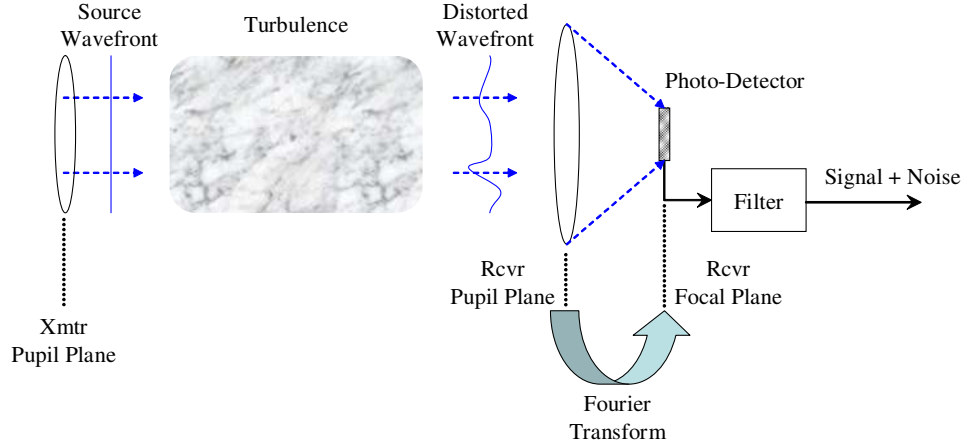 Source
Wavefront
Turbulence
Distorted
Wavefront
Photo-Detector
Filter
Signal + Noise
Rcvr
Pupil Plane
Rcvr
Focal Plane
Xmtr
Pupil Plane
Fourier
Transform